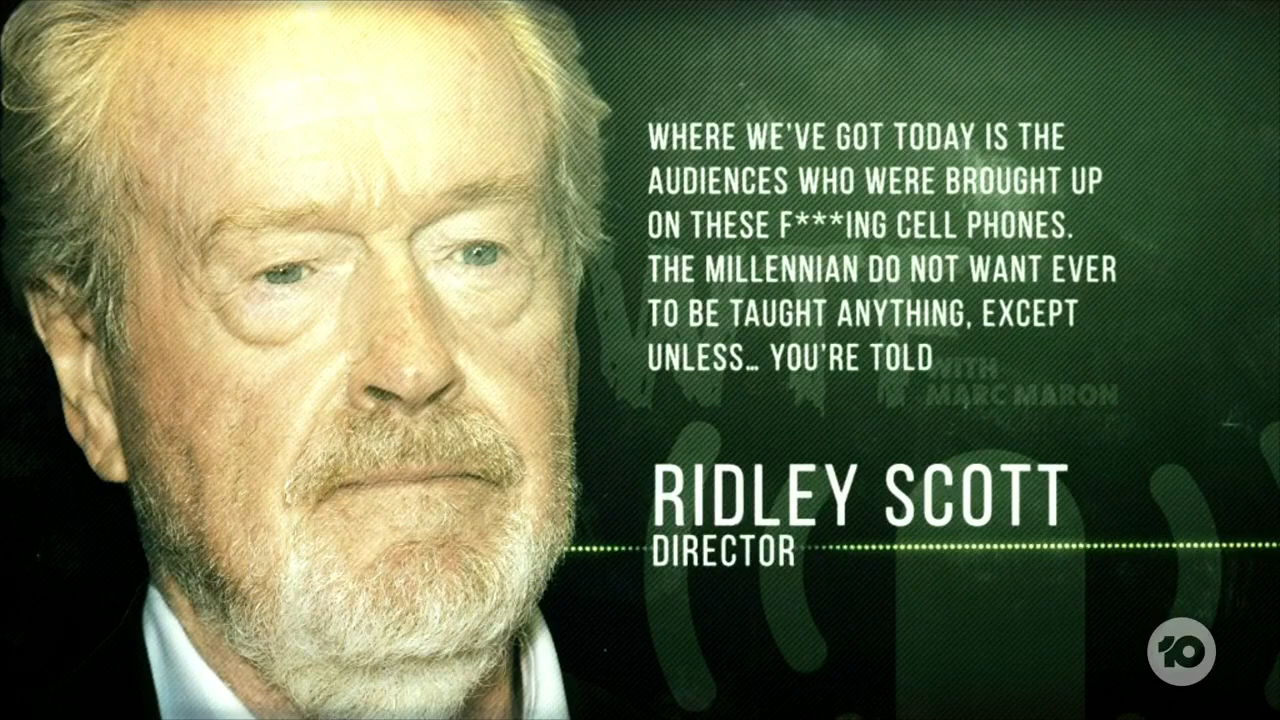 WHERE WE'VE GOT TODAY IS THE
AUDIENCES WHO WERE BROUGHT UP
ON THESE F***ING CELL PHONES.
THE MILLENNIAN DO NOT WANT EVER
TO BE TAUGHT ANYTHING, EXCEPT
UNLESS… YOU'RE TOLD
WTF
WITH
MARC MARON
RIDLEY SCOTT
DIRECTOR
10